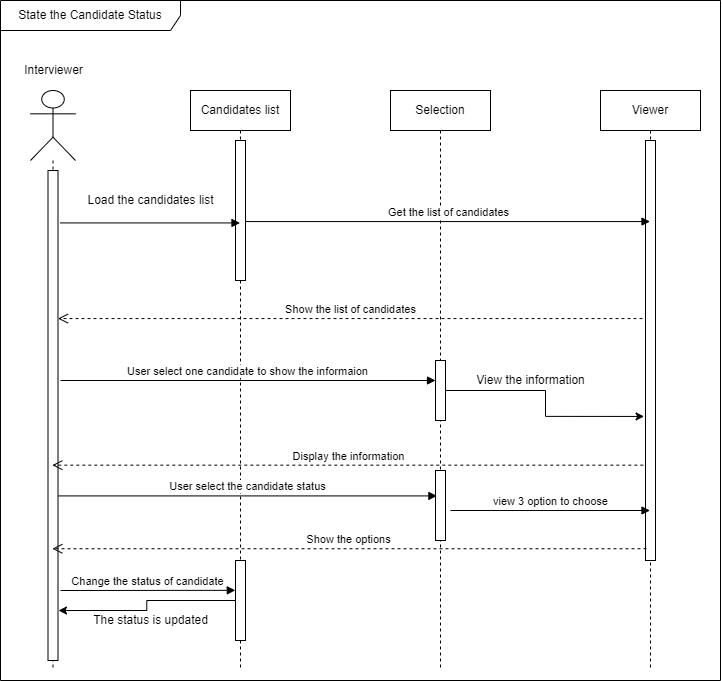 State the Candidate Status
Interviewer
Candidates list
Selection
Viewer
Load the candidates list
Get the list of candidates
Show the list of candidates
User select one candidate to show the informaion
View the information
Display the information
User select the candidate status
view 3 option to choose
Show the options
Change the status of candidate
The status is updated